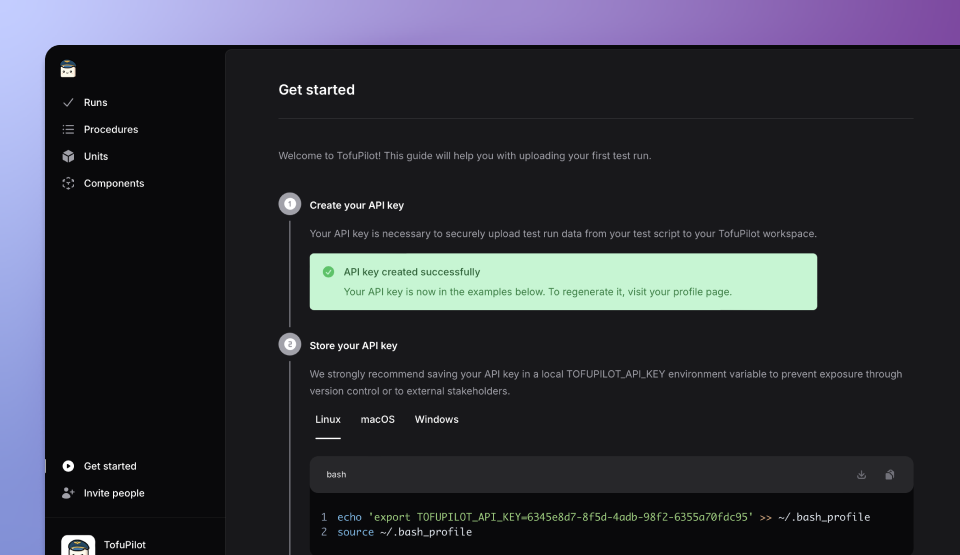 Runs
Procedures
Units
Components
Get started
Invite people
TofuPilot
Get started
Welcome to TofuPilot! This guide will help you with uploading your first test run.
1
Create your API key
Your API key is necessary to securely upload test run data from your test script to your TofuPilot workspace.
API key created successfully
Your API key is now in the examples below. To regenerate it, visit your profile page.
2
Store your API key
We strongly recommend saving your API key in a local TOFUPILOT_API_KEY environment variable to prevent exposure through
version control or to external stakeholders.
Linux macOS Windows
bash
1 echo 'export TOFUPILOT_API_KEY=6345e8d7-8f5d-4adb-98f2-6355a70fdc95' >> ~/.bash_profile
2 source ~/.bash_profile